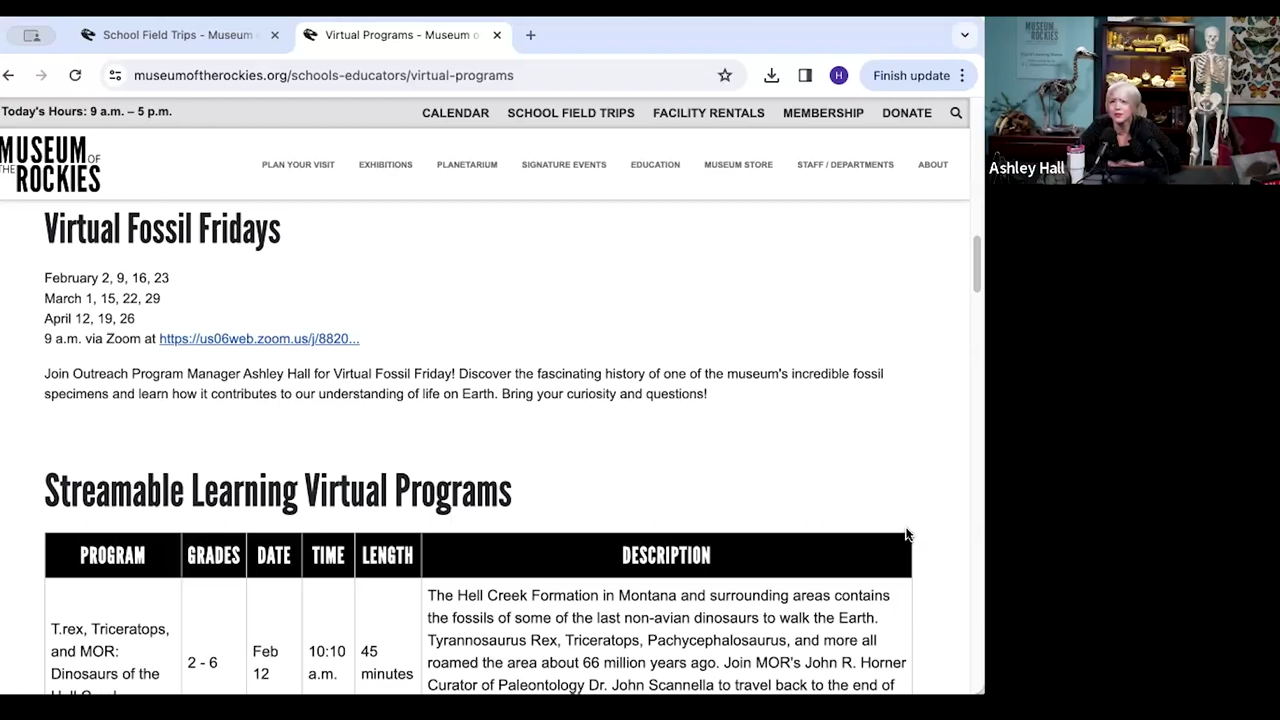 School Field Trips - Museum
Virtual Programs - Museum o
museumoftherockies.org/schools-educators/virtual-programs
H
Finish update
Today's Hours: 9 a.m. – 5 p.m.
CALENDAR SCHOOL FIELD TRIPS FACILITY RENTALS MEMBERSHIP DONATE
MUSEUM OF
THE ROCKIES
PLAN YOUR VISIT EXHIBITIONS PLANETARIUM SIGNATURE EVENTS EDUCATION MUSEUM STORE STAFF / DEPARTMENTS ABOUT
Virtual Fossil Fridays
February 2, 9, 16, 23
March 1, 15, 22, 29
April 12, 19, 26
9 a.m. via Zoom at https://us06web.zoom.us/j/8820...
Join Outreach Program Manager Ashley Hall for Virtual Fossil Friday! Discover the fascinating history of one of the museum's incredible fossil
specimens and learn how it contributes to our understanding of life on Earth. Bring your curiosity and questions!
Streamable Learning Virtual Programs
PROGRAM GRADES DATE TIME LENGTH DESCRIPTION
T.rex, Triceratops,
and MOR:
Dinosaurs of the
2 - 6
Feb
12
10:10
a.m.
45
minutes
The Hell Creek Formation in Montana and surrounding areas contains
the fossils of some of the last non-avian dinosaurs to walk the Earth.
Tyrannosaurus Rex, Triceratops, Pachycephalosaurus, and more all
roamed the area about 66 million years ago. Join MOR's John R. Horner
Curator of Paleontology Dr. John Scannella to travel back to the end of
MUSEUM OF
ROCKIES
Ashley Hall